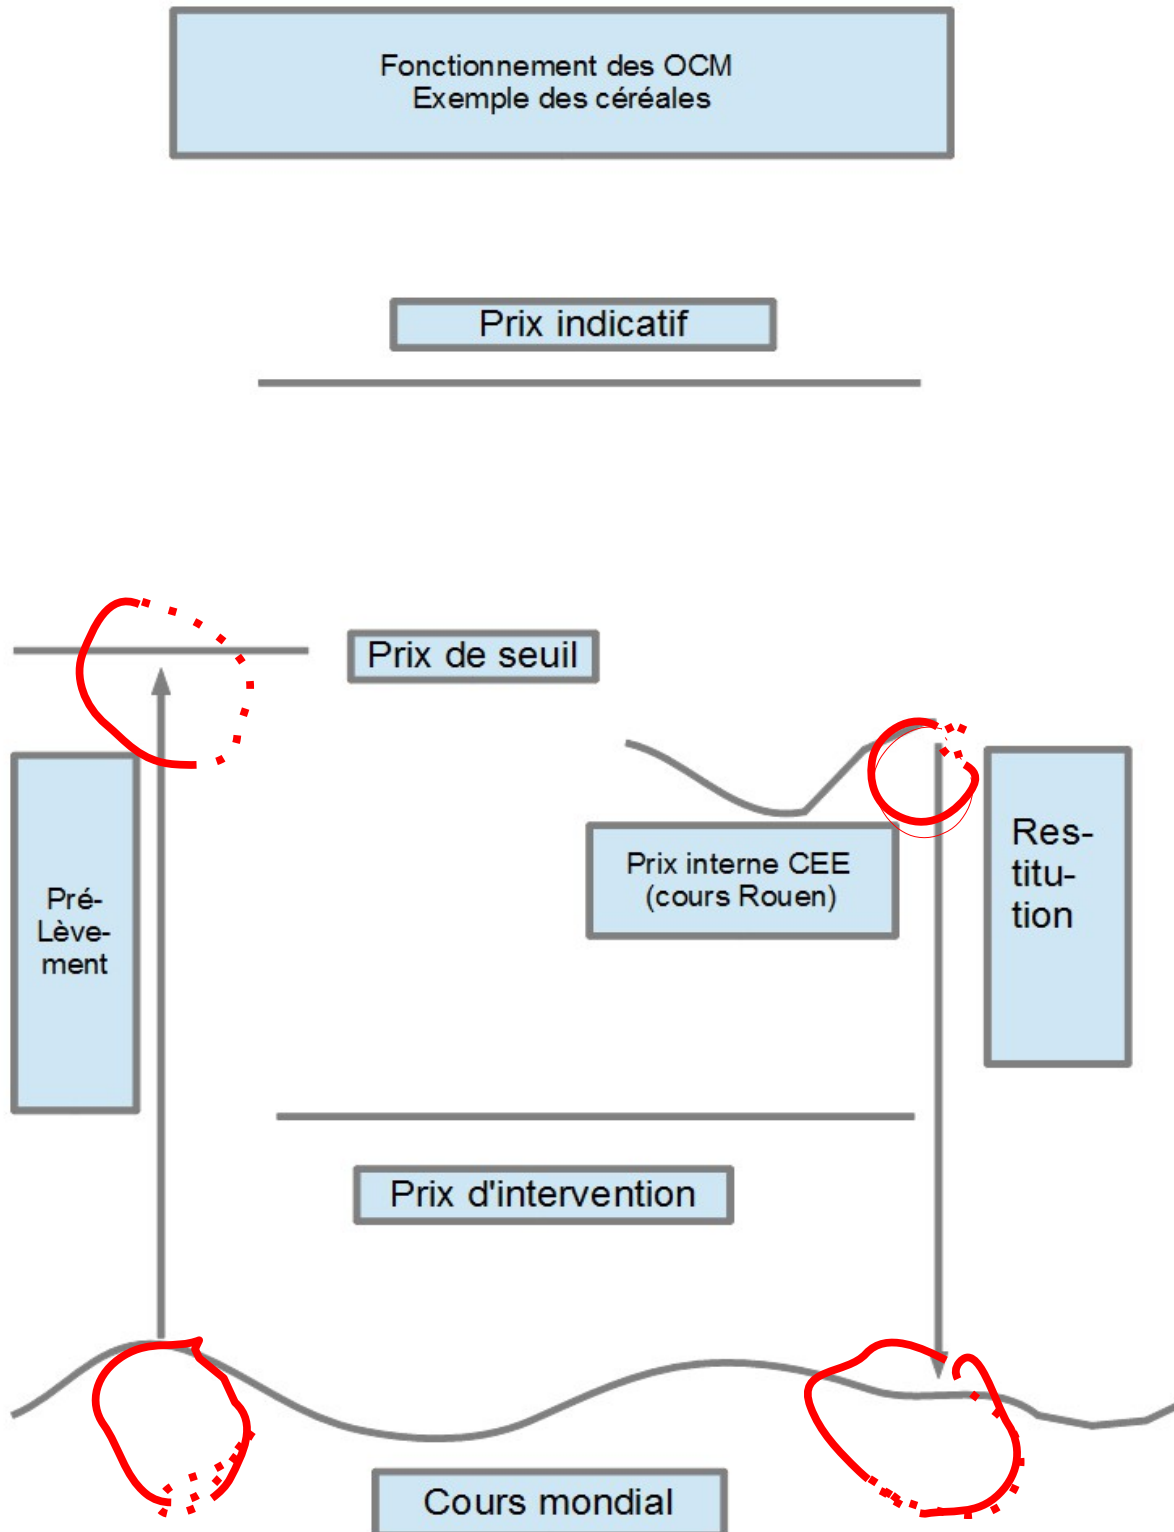 Fonctionnement des OCM
Exemple des céréales
Prix indicatif
Prix de seuil
Prix interne CEE
(cours Rouen)
Res-
titu-
tion
Pré-
Lève-
ment
Prix d'intervention
Cours mondial